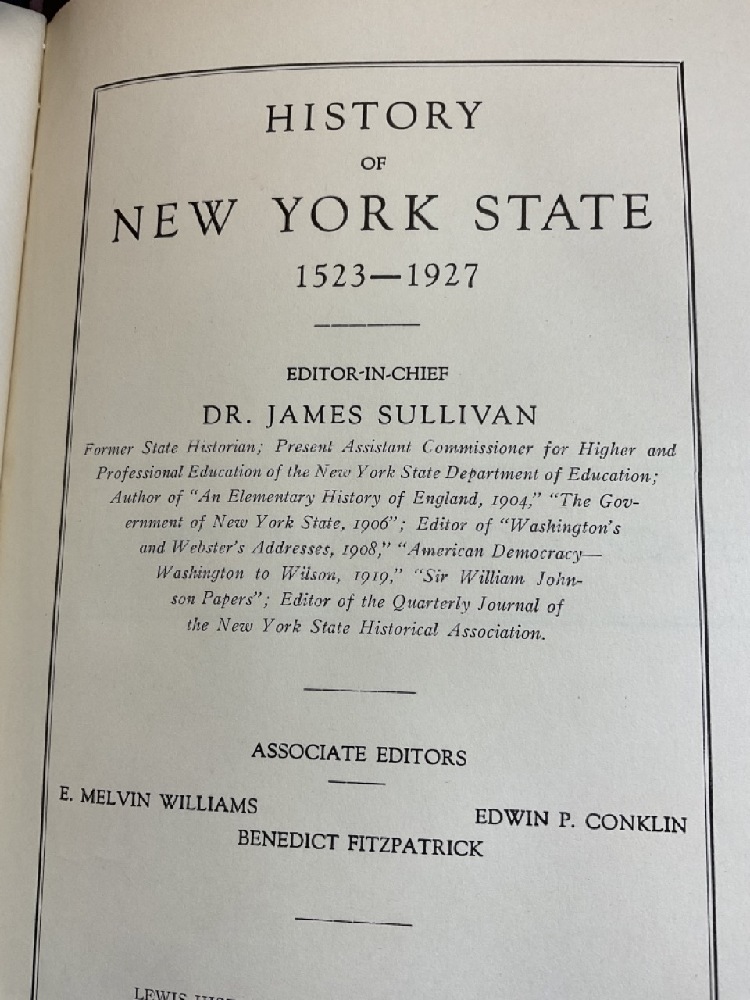 HISTORY
OF
NEW YORK STATE
1523—1927
EDITOR-IN-CHIEF
DR. JAMES SULLIVAN
Former State Historian; Present Assistant Commissioner for Higher and
Professional Education of the New York State Department of Education;
Author of "An Elementary History of England, 1904," "The Gov-
ernment of New York State, 1906"; Editor of "Washington's
and Webster's Addresses, 1908," "American Democracy—
Washington to Wilson, 1919," "Sir William John-
son Papers"; Editor of the Quarterly Journal of
the New York State Historical Association.
ASSOCIATE EDITORS
E. MELVIN WILLIAMS
EDWIN P. CONKLIN
BENEDICT FITZPATRICK
LEWIS